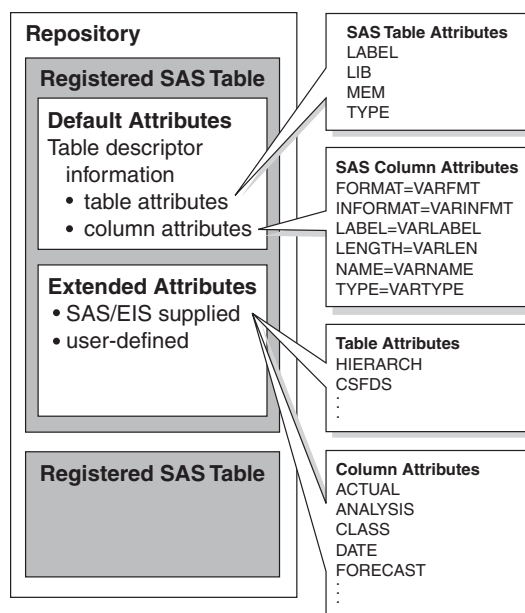 Repository
Registered SAS Table
Default Attributes
Table descriptor
information
• table attributes
• column attributes
Extended Attributes
• SAS/EIS supplied
• user-defined
Registered SAS Table
SAS Table Attributes
LABEL
LIB
MEM
TYPE
SAS Column Attributes
FORMAT=VARFMT
INFORMAT=VARINFMT
LABEL=VARLABEL
LENGTH=VARLEN
NAME=VARNAME
TYPE=VARTYPE
Table Attributes
HIERARCH
CSFDS
.
.
.
Column Attributes
ACTUAL
ANALYSIS
CLASS
DATE
FORECAST
.
.
.